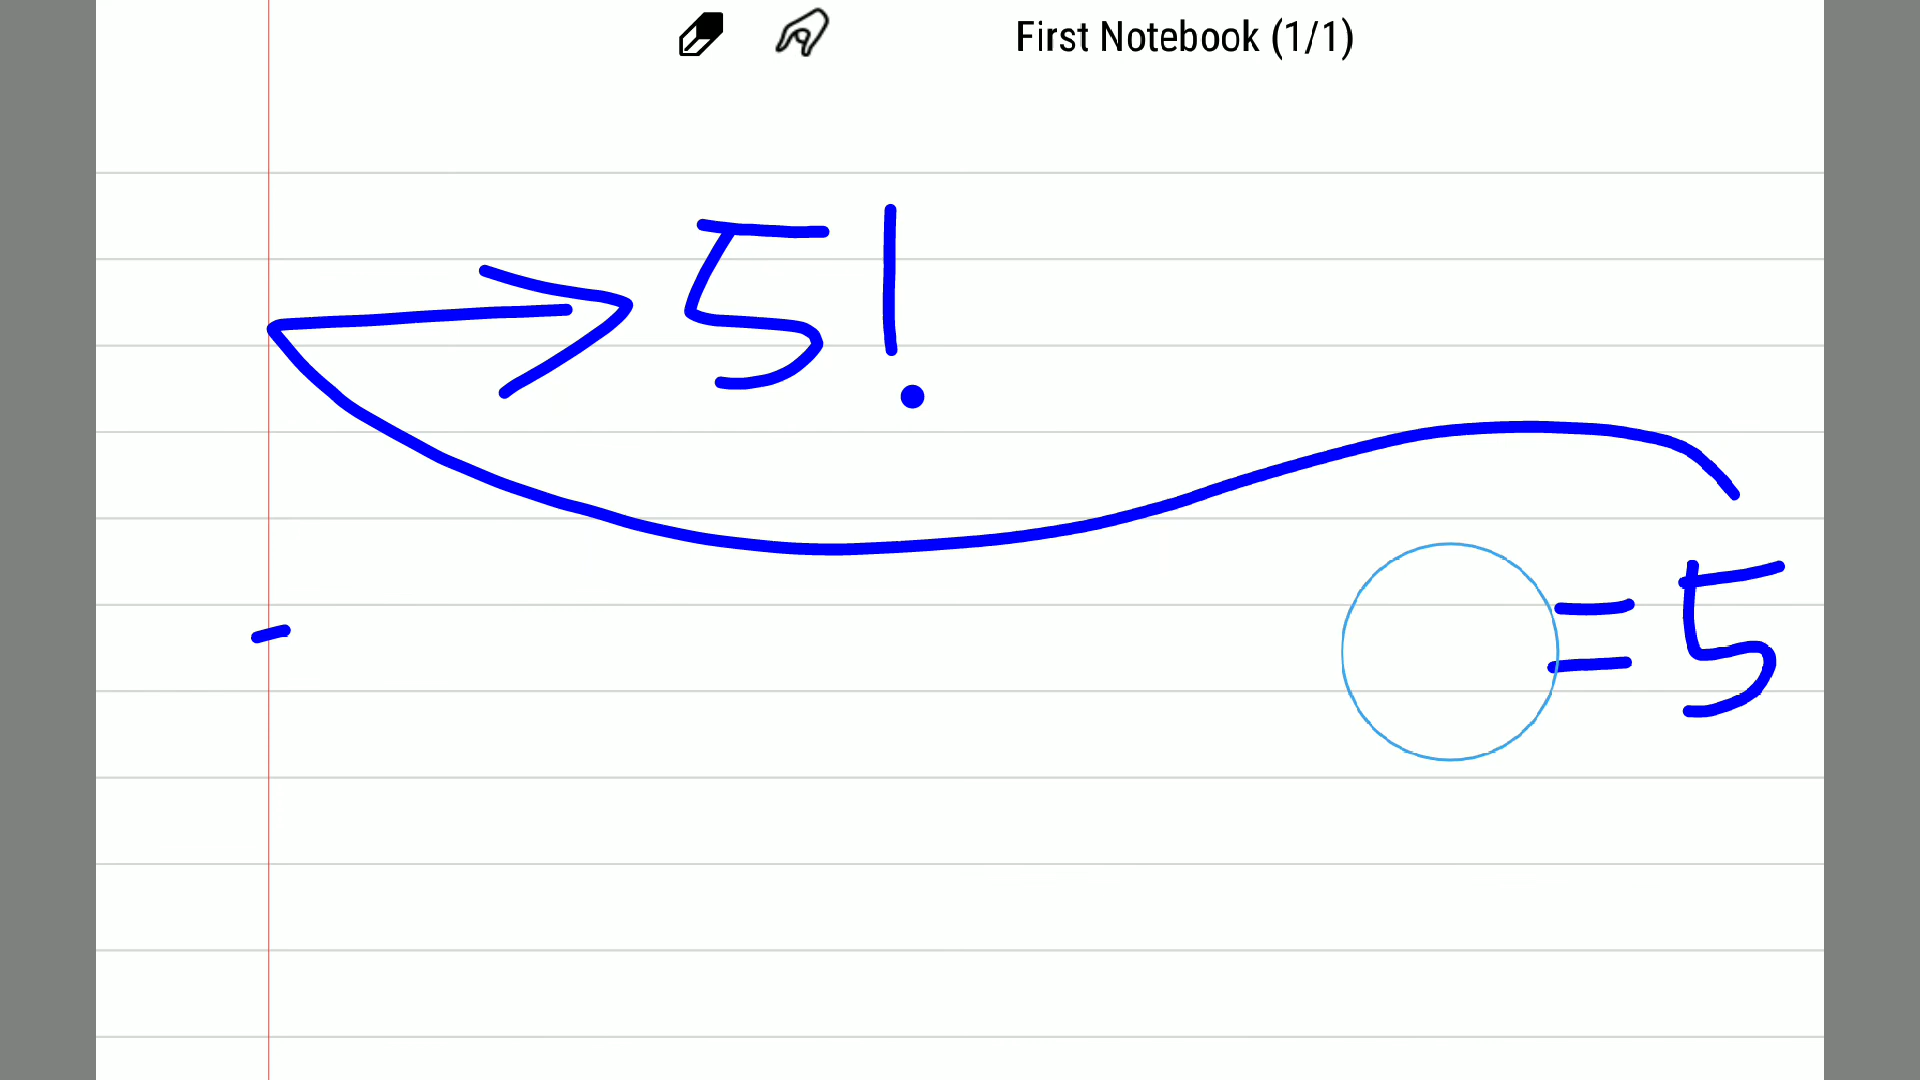 First Notebook (1/1)
→ 5!
= 5
-